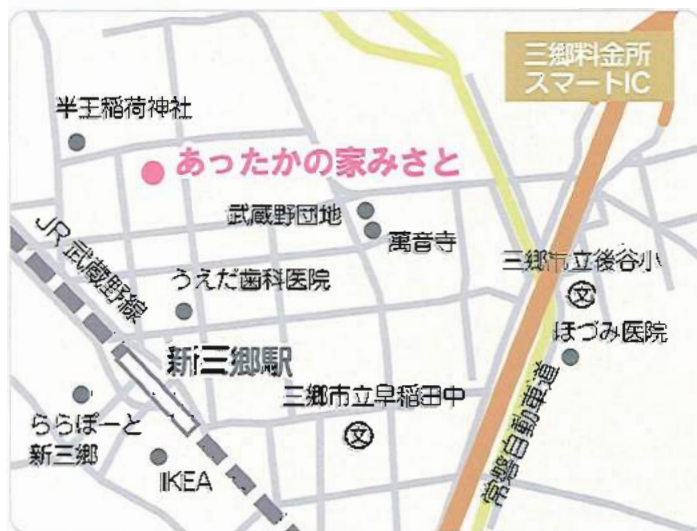 三郷料金所
スマートIC
半王稲荷神社
あったかの家みさと
武蔵野団地
萬音寺
JR 武蔵野線
うえだ歯科医院
三郷市立後谷小
文
ほづみ医院
新三郷駅
三郷市立早稲田中
文
ららぽーと
新三郷
IKEA
常磐自動車道